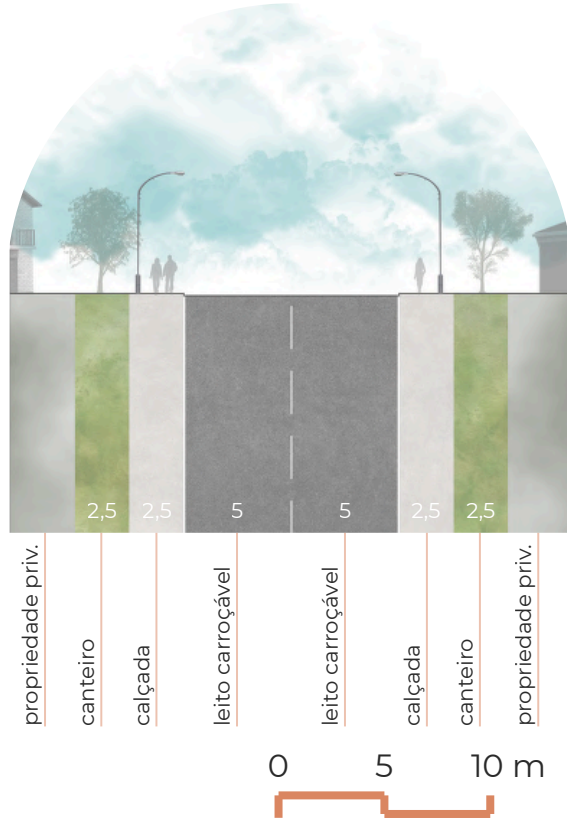 2,5 2,5 5 5 2,5 2,5
propriedade priv.
canteiro
calçada
leito carroçável
leito carroçável
calçada
canteiro
propriedade priv.
0 5 10 m